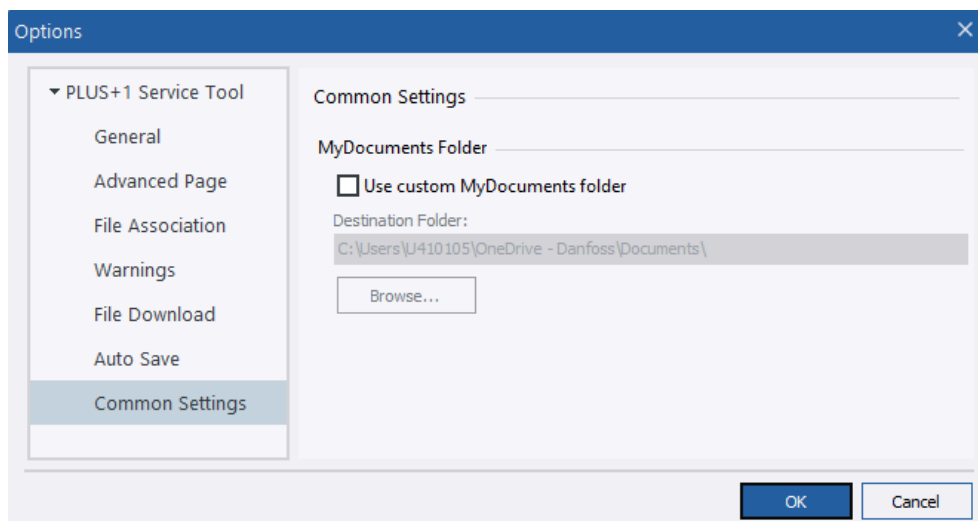 Options
PLUS+1 Service Tool
General
Advanced Page
File Association
Warnings
File Download
Auto Save
Common Settings
Common Settings
MyDocuments Folder
Use custom MyDocuments folder
Destination Folder:
C:\Users\U410105\OneDrive - Danfoss\Documents\
Browse...
OK
Cancel